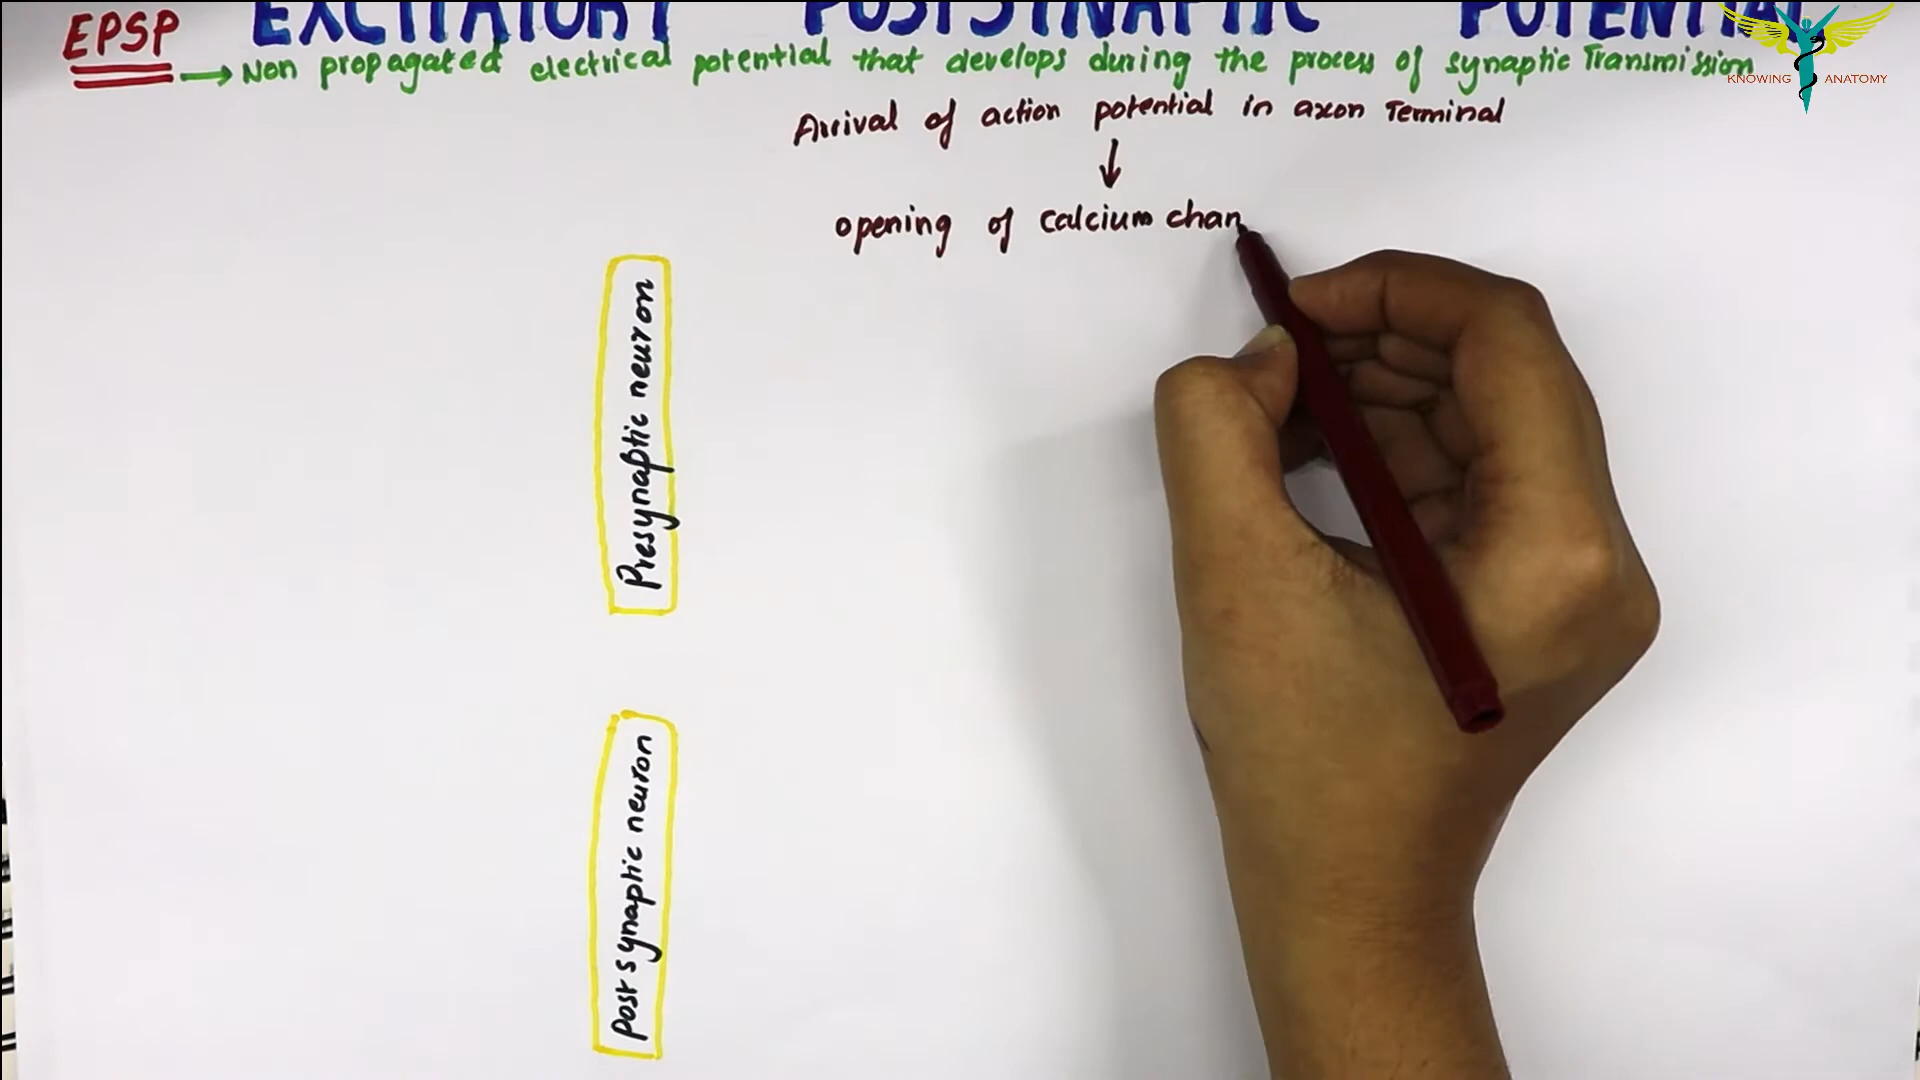 EPSP EXCITATORY POSTSYNAPTIC POTENTIAL
→ Non propagated electrical potential that develops during the process of synaptic Transmission
KNOWING ANATOMY
Arrival of action potential in axon Terminal
↓
opening of calcium chan
Presynaptic neuron
Post synaptic neuron